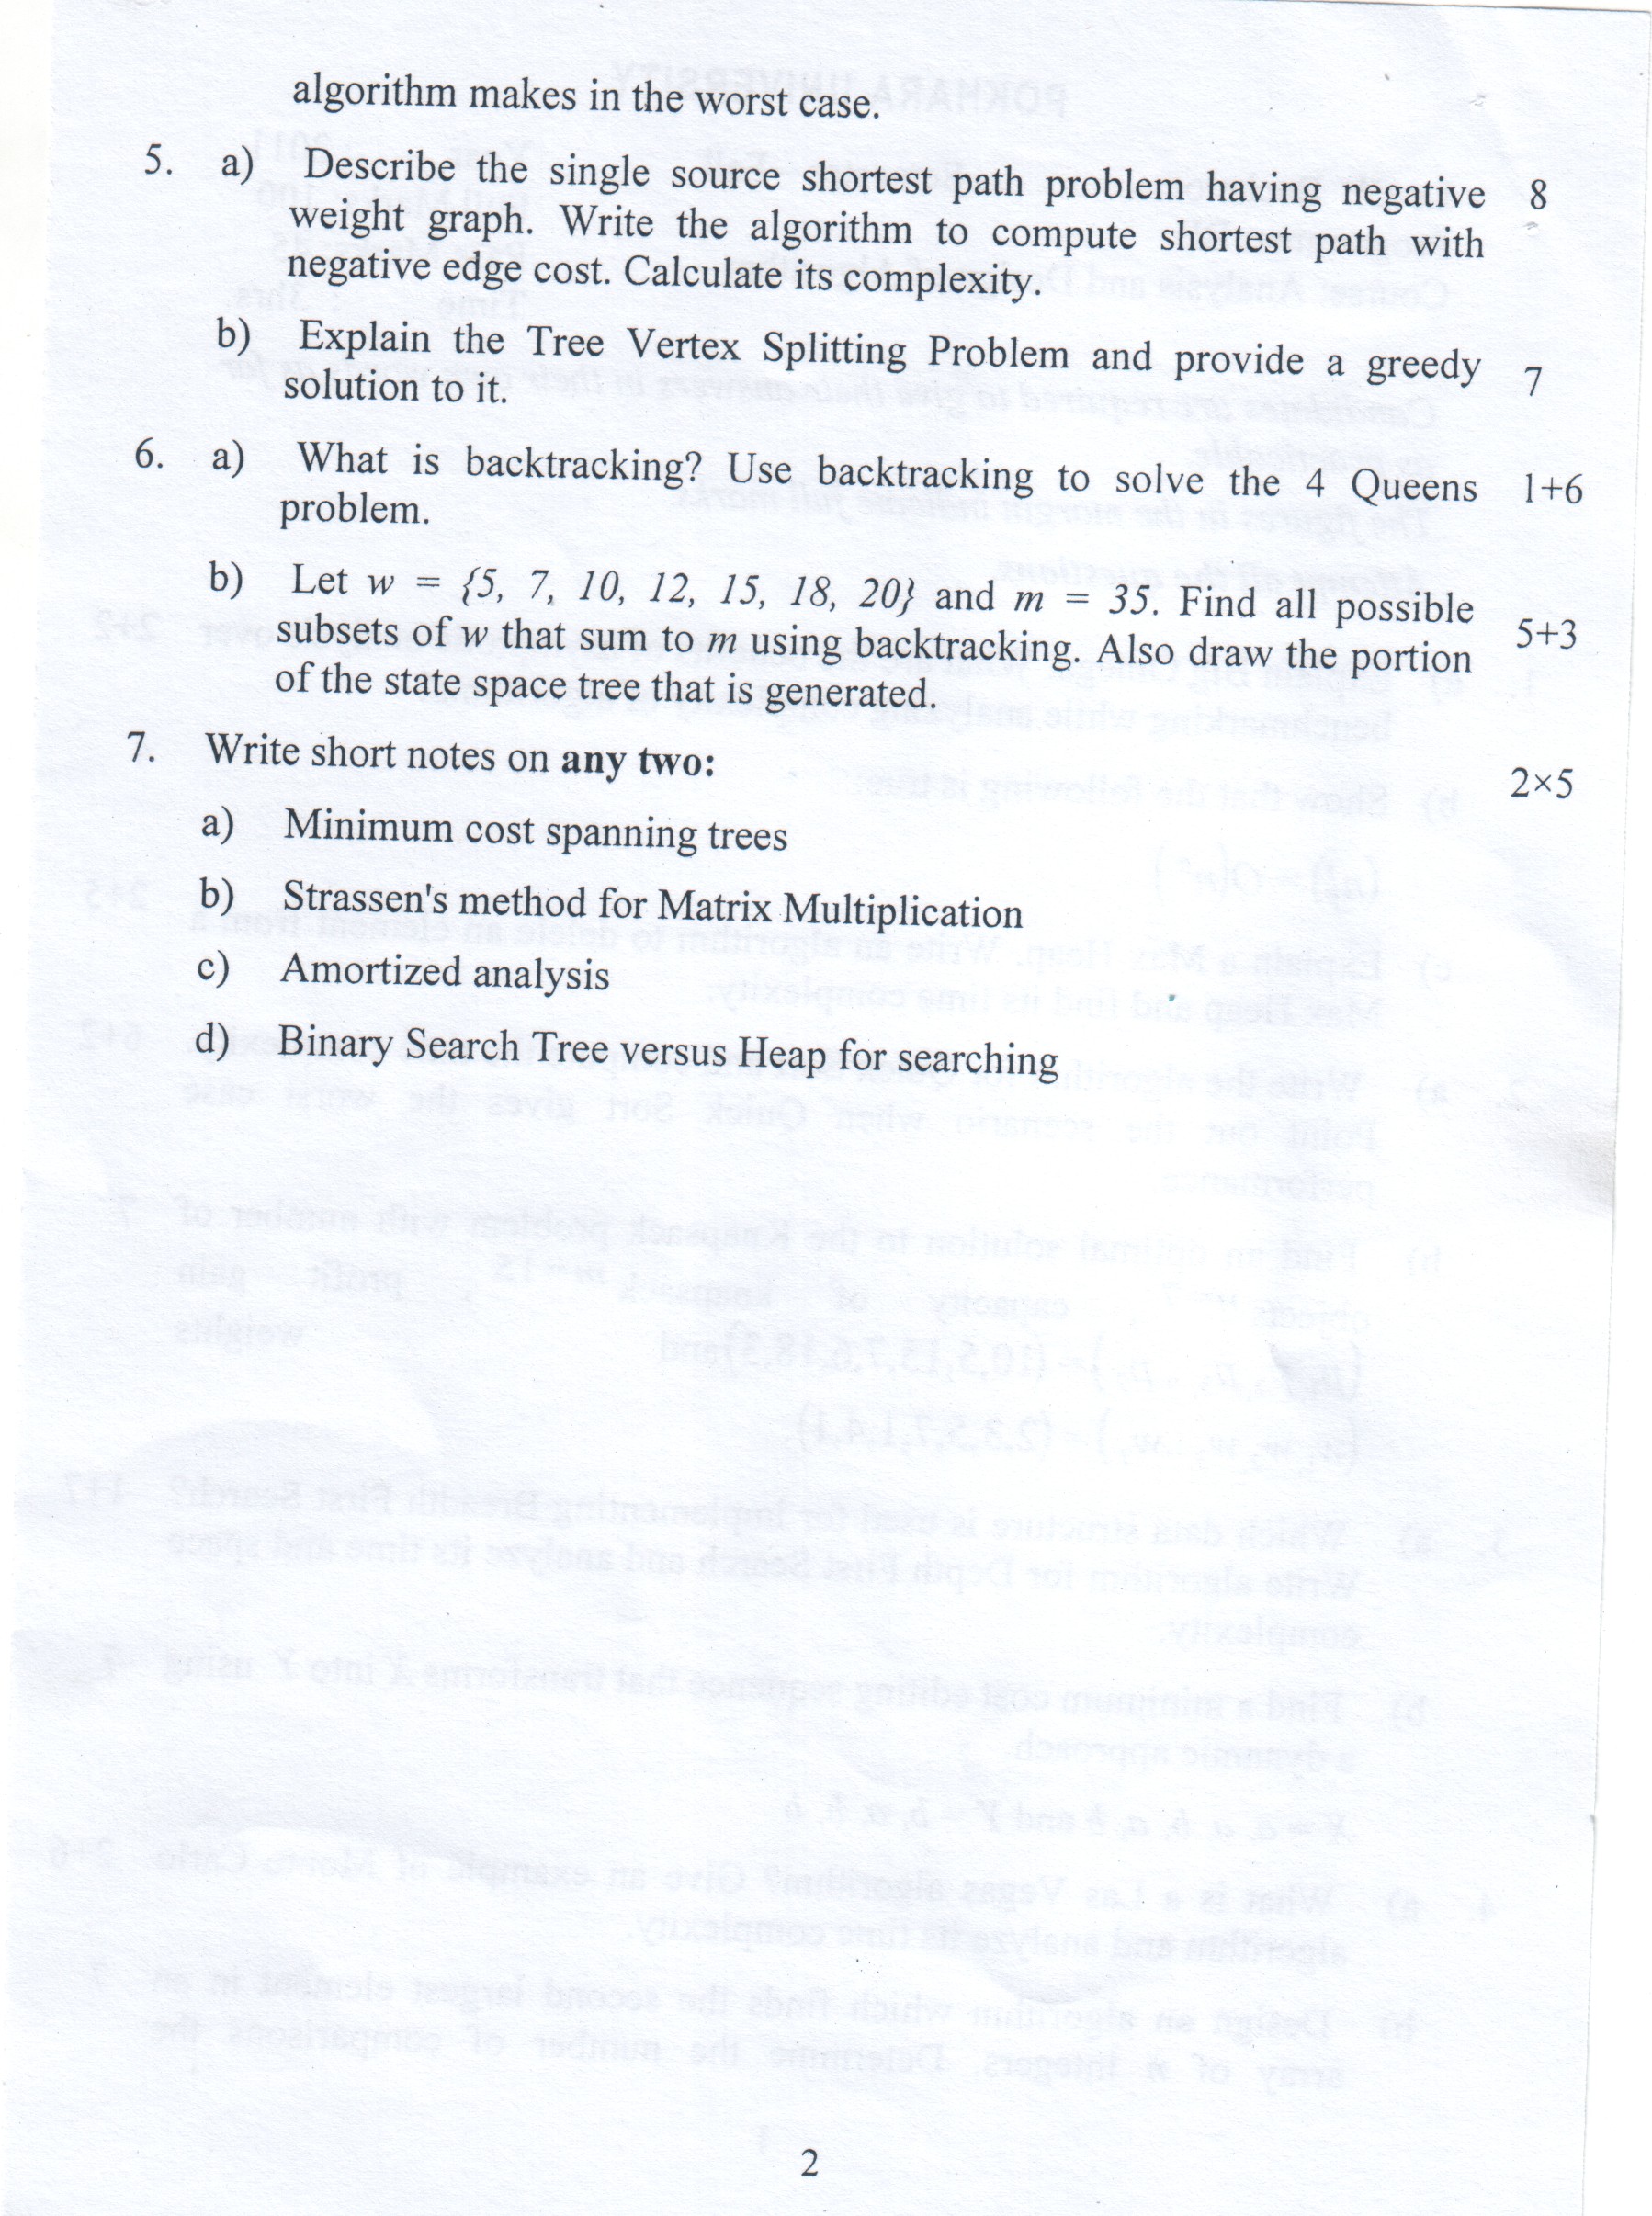 algorithm makes in the worst case.
5. a) Describe the single source shortest path problem having negative 8
weight graph. Write the algorithm to compute shortest path with
negative edge cost. Calculate its complexity.
b) Explain the Tree Vertex Splitting Problem and provide a greedy 7
solution to it.
6. a) What is backtracking? Use backtracking to solve the 4 Queens 1+6
problem.
b) Let w = {5, 7, 10, 12, 15, 18, 20} and m = 35. Find all possible 5+3
subsets of w that sum to m using backtracking. Also draw the portion
of the state space tree that is generated.
7. Write short notes on any two: 2×5
a) Minimum cost spanning trees
b) Strassen's method for Matrix Multiplication
c) Amortized analysis
d) Binary Search Tree versus Heap for searching
2